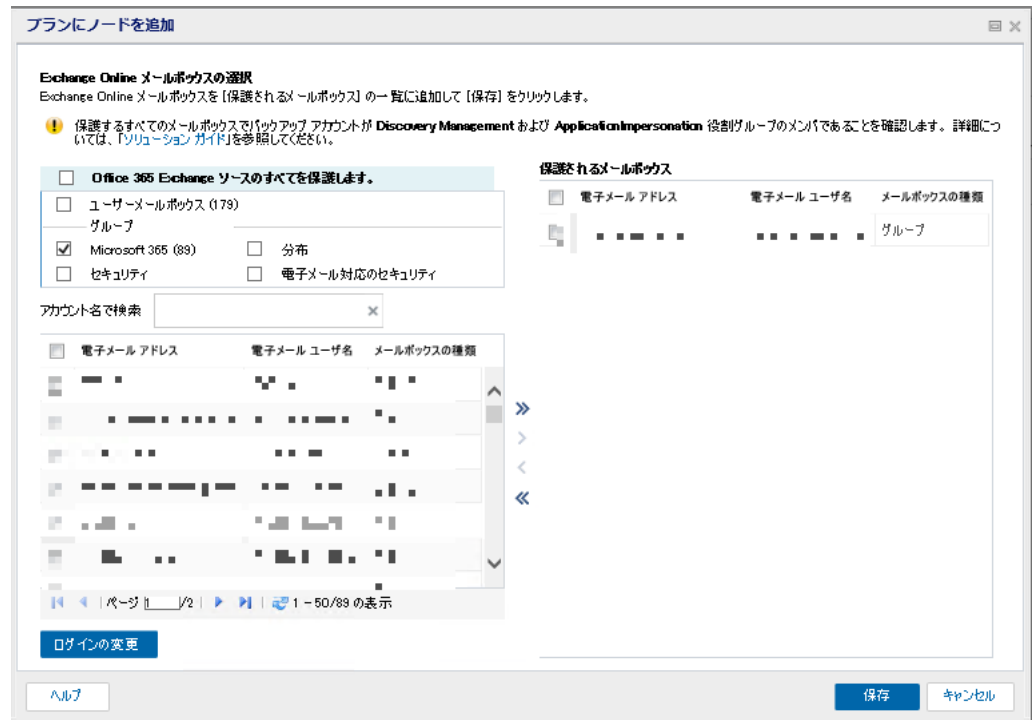 プランにノードを追加
Exchange Online メールボックスの選択
Exchange Online メールボックスを [保護されるメールボックス] の一覧に追加して [保存] をクリックします。
保護するすべてのメールボックスでバックアップ アカウントが Discovery Management および ApplicationImpersonation 役割グループのメンバであることを確認します。詳細につ
いては、「ソリューション ガイド」を参照してください。
Office 365 Exchange ソースのすべてを保護します。
ユーザーメールボックス (179)
グループ
Microsoft 365 (89) 分布
セキュリティ 電子メール対応のセキュリティ
アカウント名で検索
電子メール アドレス 電子メール ユーザ名 メールボックスの種類
ページ 1 /2 1 - 50/89 の表示
ログインの変更
保護されるメールボックス
電子メール アドレス 電子メール ユーザ名 メールボックスの種類
グループ
ヘルプ 保存 キャンセル